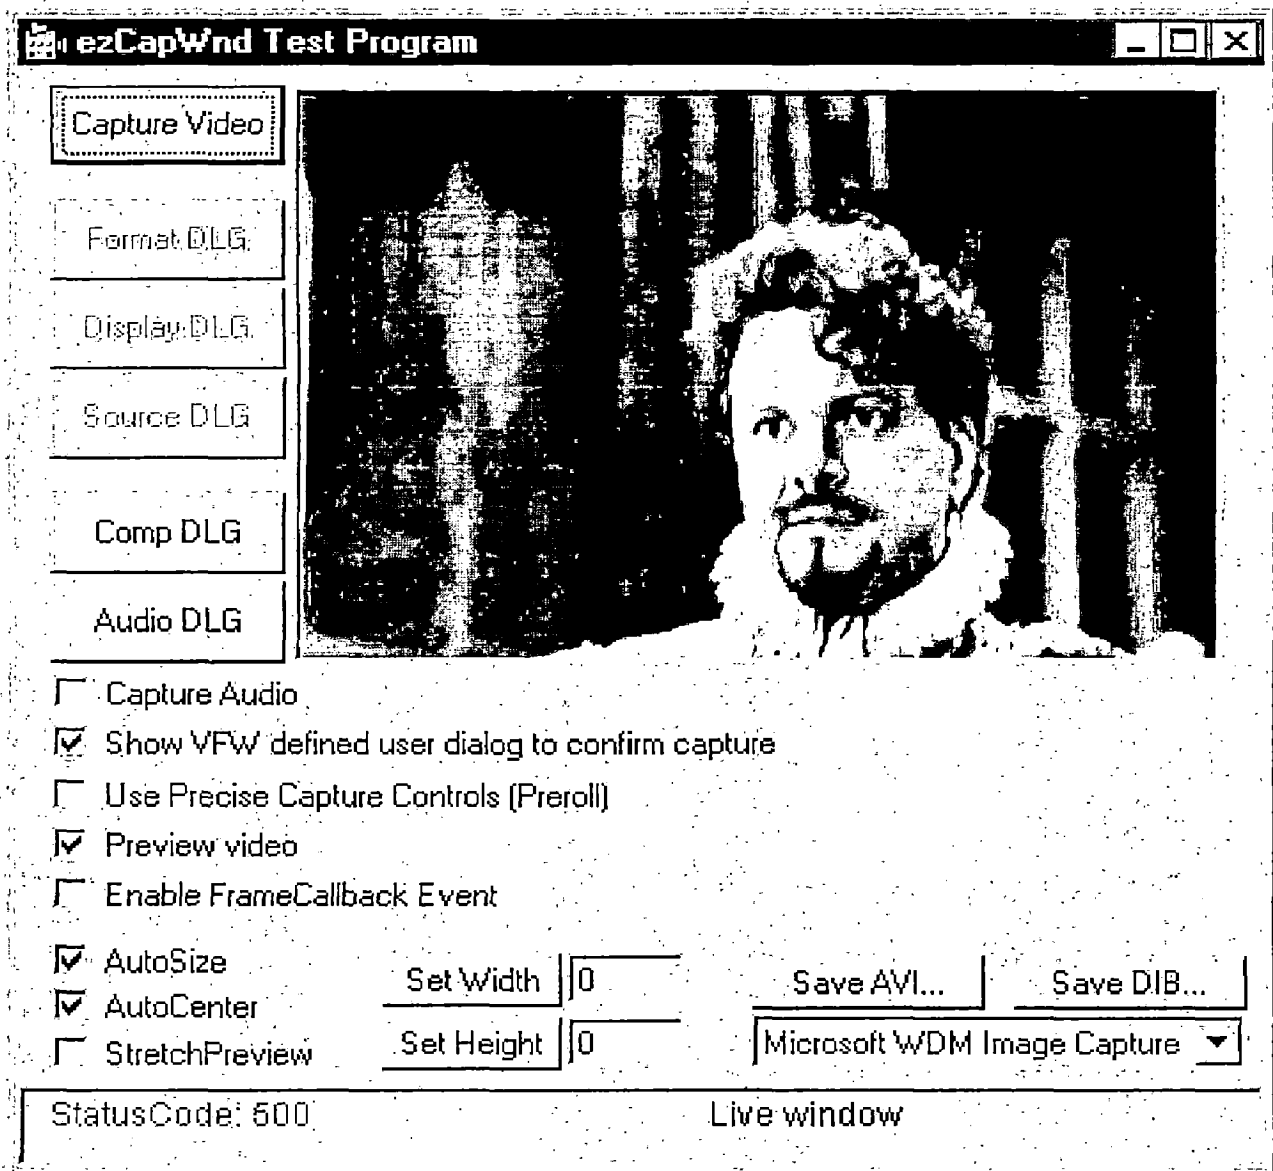 ezCapWnd Test Program
Capture Video
Format DLG
Display DLG
Source DLG
Comp DLG
Audio DLG
Capture Audio
Show VFW defined user dialog to confirm capture
Use Precise Capture Controls (Preroll)
Preview video
Enable FrameCallback Event
AutoSize
AutoCenter
StretchPreview
Set Width 0
Set Height 0
Save AVI... Save DIB...
Microsoft WDM Image Capture
StatusCode: 500 Live window